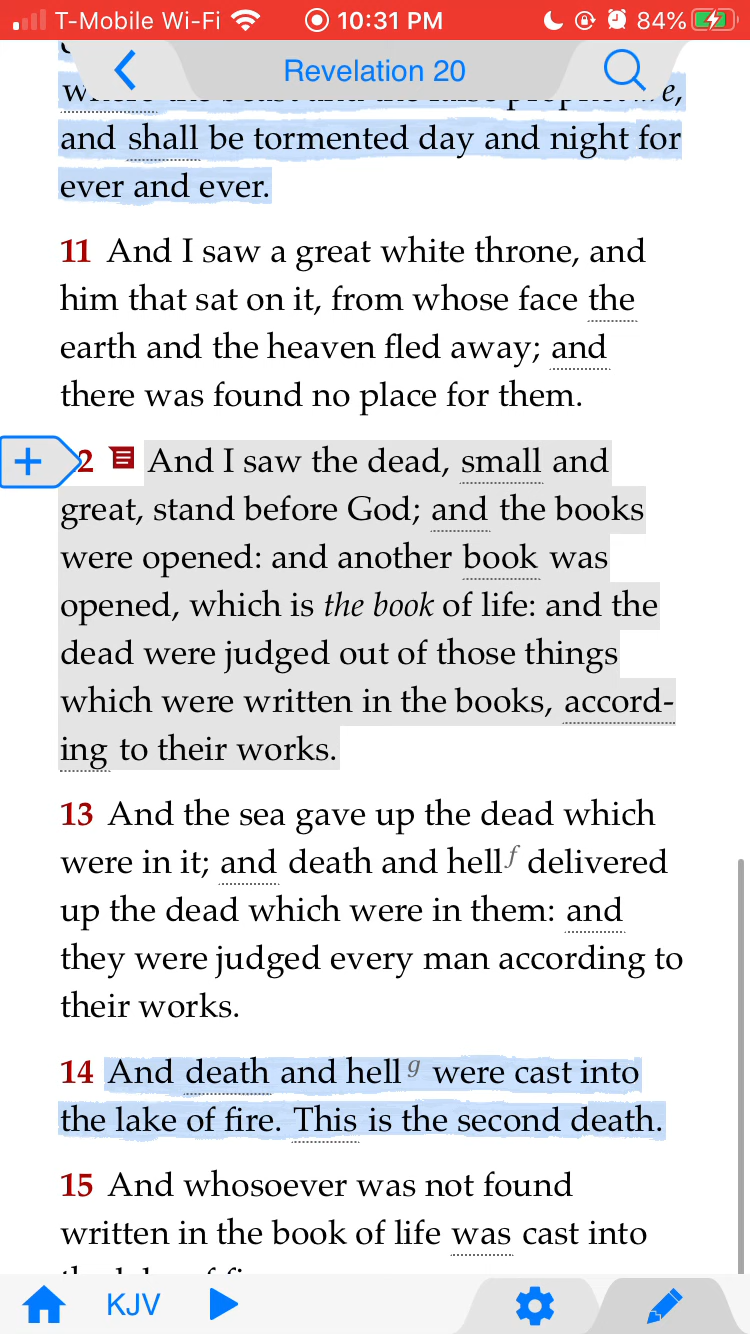 T-Mobile Wi-Fi 10:31 PM 84%
Revelation 20
e,
and shall be tormented day and night for
ever and ever.
11 And I saw a great white throne, and
him that sat on it, from whose face the
earth and the heaven fled away; and
there was found no place for them.
2 And I saw the dead, small and
great, stand before God; and the books
were opened: and another book was
opened, which is the book of life: and the
dead were judged out of those things
which were written in the books, accord-
ing to their works.
13 And the sea gave up the dead which
were in it; and death and hell f delivered
up the dead which were in them: and
they were judged every man according to
their works.
14 And death and hell g were cast into
the lake of fire. This is the second death.
15 And whosoever was not found
written in the book of life was cast into
KJV